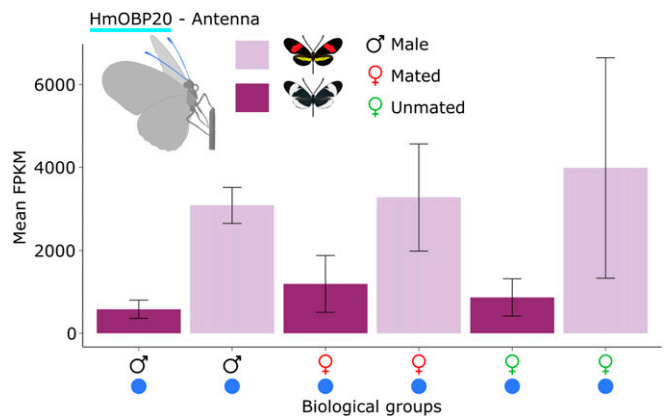 HmOBP20 - Antenna
♂ Male
♀ Mated
♀ Unmated
6000
4000
2000
0
Mean FPKM
♂ ♂ ♀ ♀ ♀ ♀
Biological groups